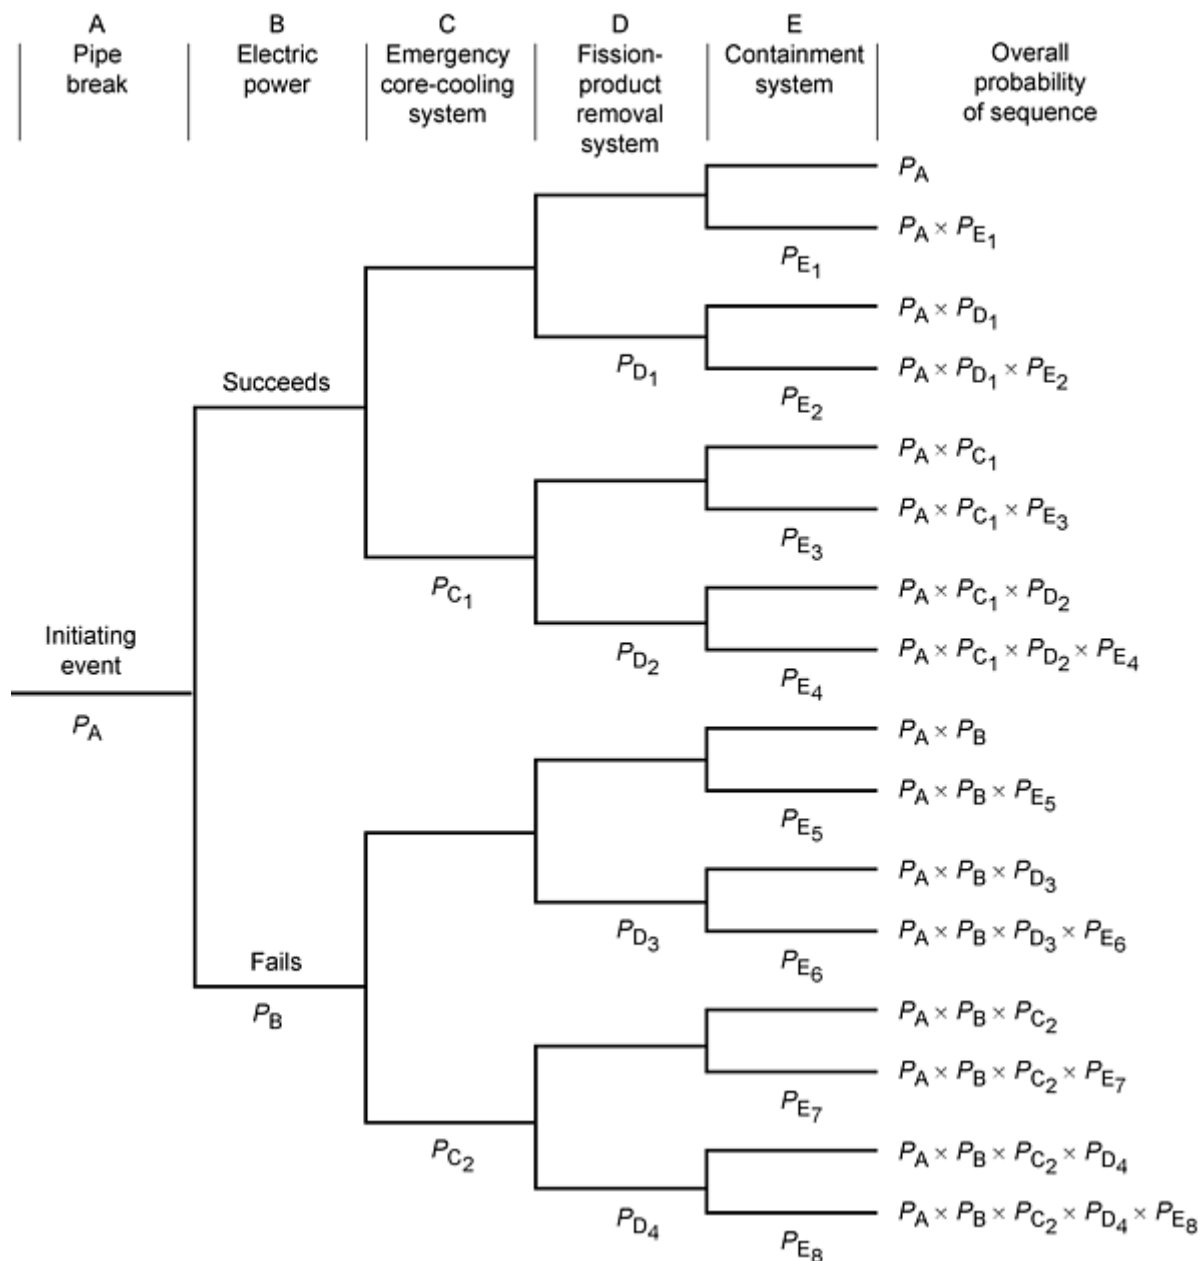 A
Pipe
break
B
Electric
power
C
Emergency
core-cooling
system
D
Fission-
product
removal
system
E
Containment
system
Overall
probability
of sequence
Initiating
event
P_A
Succeeds
Fails
P_B
P_C₁
P_C₂
P_D₁
P_D₂
P_D₃
P_D₄
P_E₁
P_E₂
P_E₃
P_E₄
P_E₅
P_E₆
P_E₇
P_E₈
P_A
P_A × P_E₁
P_A × P_D₁
P_A × P_D₁ × P_E₂
P_A × P_C₁
P_A × P_C₁ × P_E₃
P_A × P_C₁ × P_D₂
P_A × P_C₁ × P_D₂ × P_E₄
P_A × P_B
P_A × P_B × P_E₅
P_A × P_B × P_D₃
P_A × P_B × P_D₃ × P_E₆
P_A × P_B × P_C₂
P_A × P_B × P_C₂ × P_E₇
P_A × P_B × P_C₂ × P_D₄
P_A × P_B × P_C₂ × P_D₄ × P_E₈